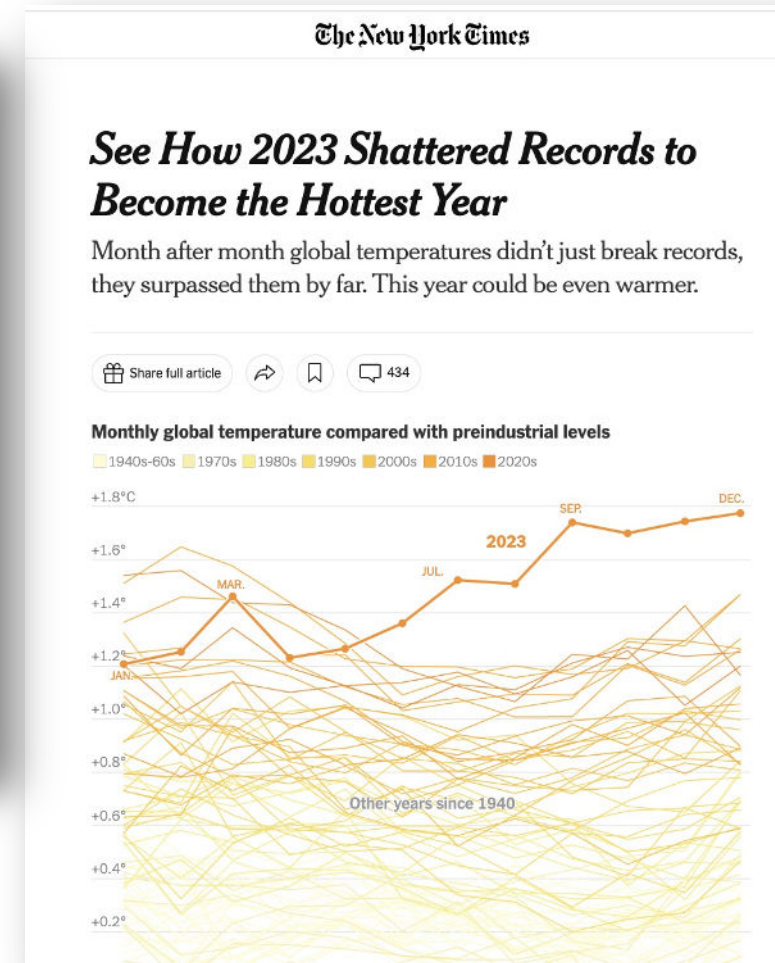 The New York Times
See How 2023 Shattered Records to
Become the Hottest Year
Month after month global temperatures didn't just break records,
they surpassed them by far. This year could be even warmer.
Share full article
434
Monthly global temperature compared with preindustrial levels
1940s-60s 1970s 1980s 1990s 2000s 2010s 2020s
+1.8°C
DEC.
SEP.
2023
+1.6°
JUL.
MAR.
+1.4°
+1.2°
JAN.
+1.0°
+0.8°
Other years since 1940
+0.6°
+0.4°
+0.2°